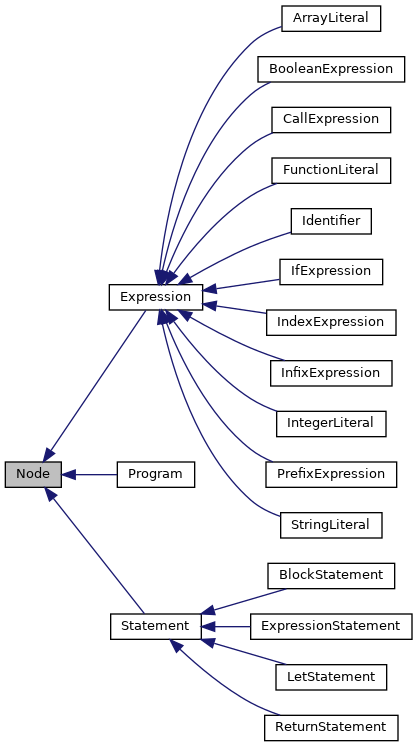 ArrayLiteral
BooleanExpression
CallExpression
FunctionLiteral
Identifier
IfExpression
Expression
IndexExpression
InfixExpression
IntegerLiteral
Node
Program
PrefixExpression
StringLiteral
BlockStatement
Statement
ExpressionStatement
LetStatement
ReturnStatement